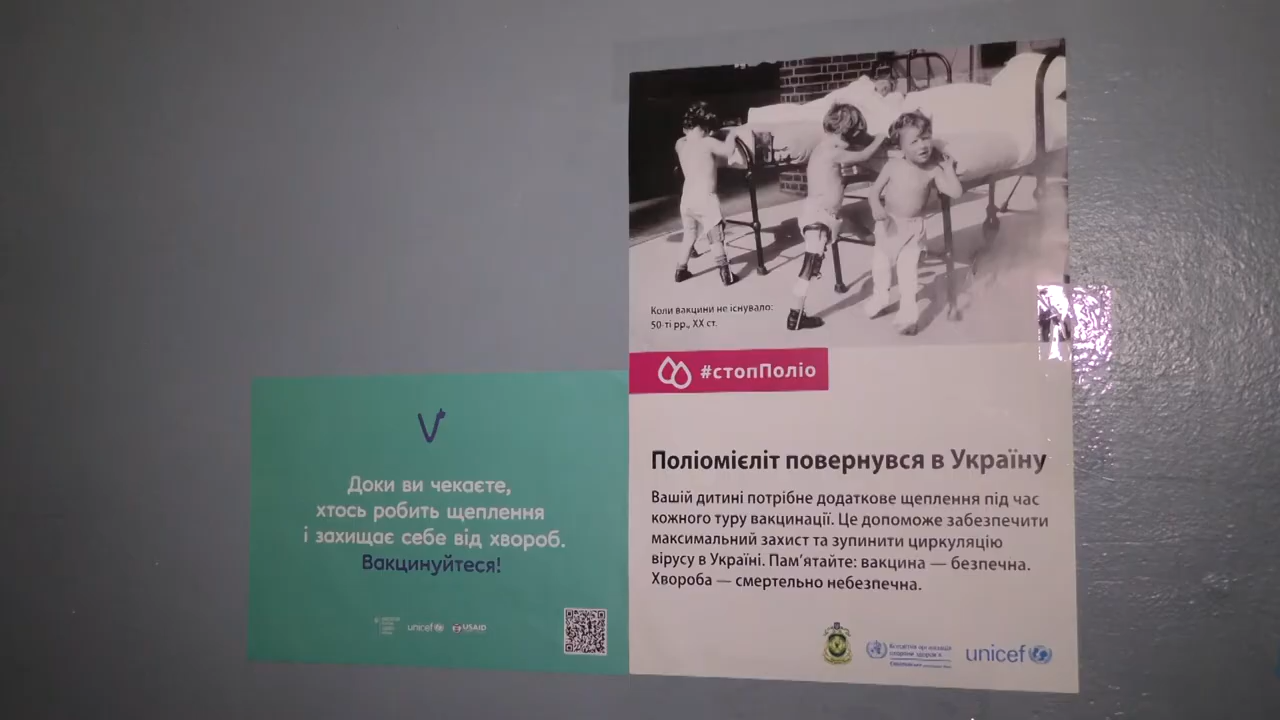 Коли вакцини не існувало:
50-ті рр., XX ст.
#стопПоліо
Поліомієліт повернувся в Україну
Вашій дитині потрібне додаткове щеплення під час
кожного туру вакцинації. Це допоможе забезпечити
максимальний захист та зупинити циркуляцію
вірусу в Україні. Пам’ятайте: вакцина — безпечна.
Хвороба — смертельно небезпечна.
unicef
Доки ви чекаєте,
хтось робить щеплення
і захищає себе від хвороб.
Вакцинуйтеся!
unicef
USAID